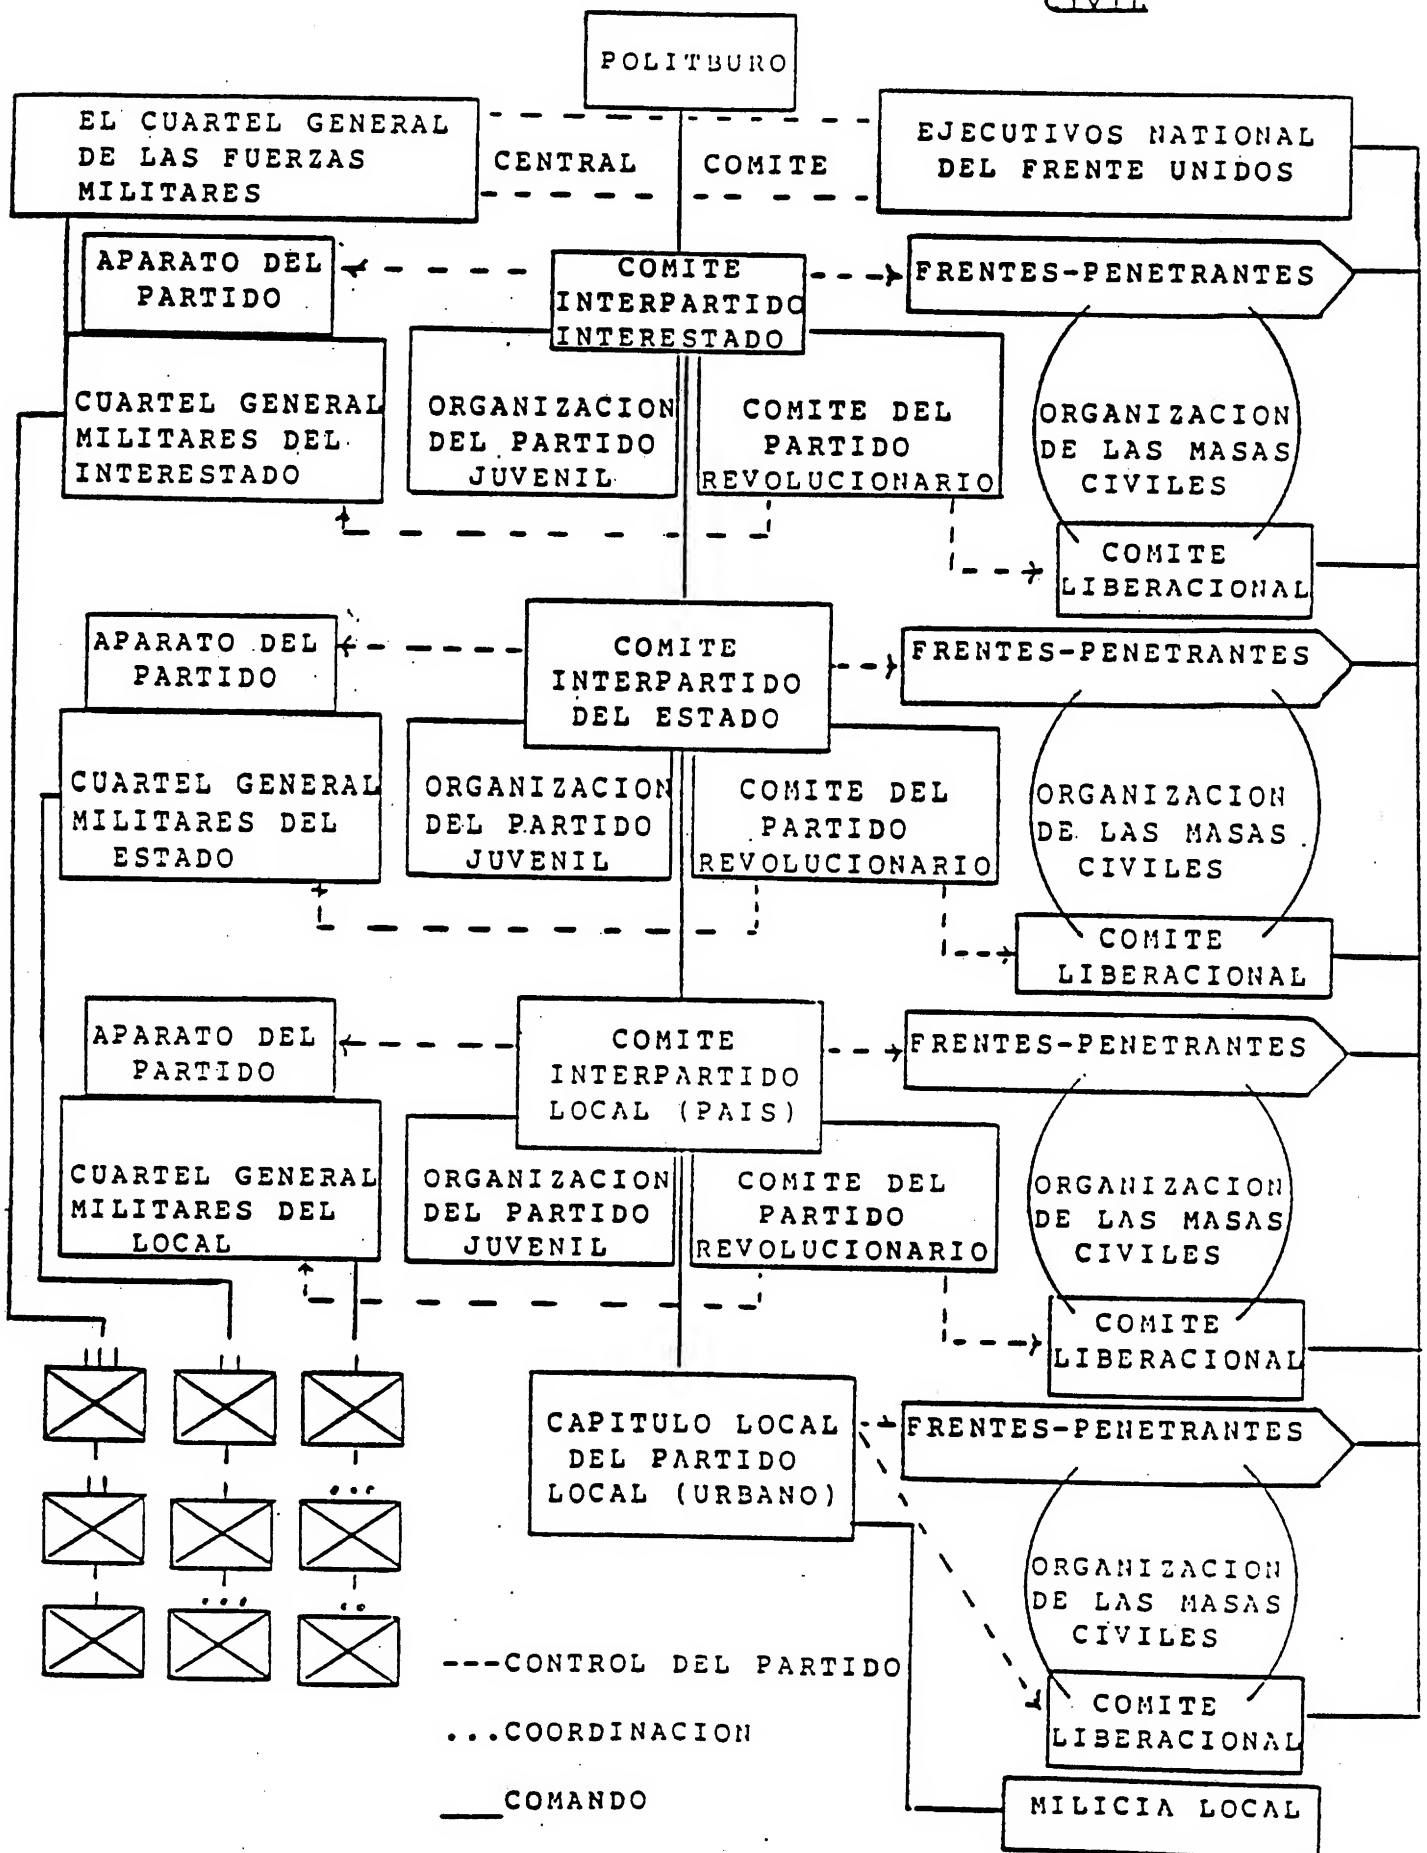 CIVIL
POLITBURO
EL CUARTEL GENERAL
DE LAS FUERZAS
MILITARES
CENTRAL COMITE
EJECUTIVOS NATIONAL
DEL FRENTE UNIDOS
APARATO DEL
PARTIDO
COMITE
INTERPARTIDO
INTERESTADO
FRENTES-PENETRANTES
CUARTEL GENERAL
MILITARES DEL
INTERESTADO
ORGANIZACION
DEL PARTIDO
JUVENIL
COMITE DEL
PARTIDO
REVOLUCIONARIO
ORGANIZACION
DE LAS MASAS
CIVILES
COMITE
LIBERACIONAL
APARATO DEL
PARTIDO
COMITE
INTERPARTIDO
DEL ESTADO
FRENTES-PENETRANTES
CUARTEL GENERAL
MILITARES DEL
ESTADO
ORGANIZACION
DEL PARTIDO
JUVENIL
COMITE DEL
PARTIDO
REVOLUCIONARIO
ORGANIZACION
DE LAS MASAS
CIVILES
COMITE
LIBERACIONAL
APARATO DEL
PARTIDO
COMITE
INTERPARTIDO
LOCAL (PAIS)
FRENTES-PENETRANTES
CUARTEL GENERAL
MILITARES DEL
LOCAL
ORGANIZACION
DEL PARTIDO
JUVENIL
COMITE DEL
PARTIDO
REVOLUCIONARIO
ORGANIZACION
DE LAS MASAS
CIVILES
COMITE
LIBERACIONAL
CAPITULO LOCAL
DEL PARTIDO
LOCAL (URBANO)
FRENTES-PENETRANTES
ORGANIZACION
DE LAS MASAS
CIVILES
COMITE
LIBERACIONAL
MILICIA LOCAL
---CONTROL DEL PARTIDO
...COORDINACION
___COMANDO